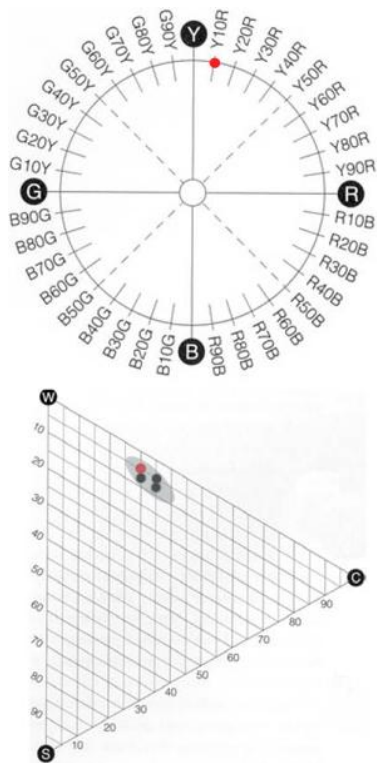 Y
Y10R
Y20R
Y30R
Y40R
Y50R
Y60R
Y70R
Y80R
Y90R
R
R10B
R20B
R30B
R40B
R50B
R60B
R70B
R80B
R90B
B
B10G
B20G
B30G
B40G
B50G
B60G
B70G
B80G
B90G
G
G10Y
G20Y
G30Y
G40Y
G50Y
G60Y
G70Y
G80Y
G90Y
W
10
20
30
50
60
70
80
90
S
10
20
30
40
50
60
70
80
90
C